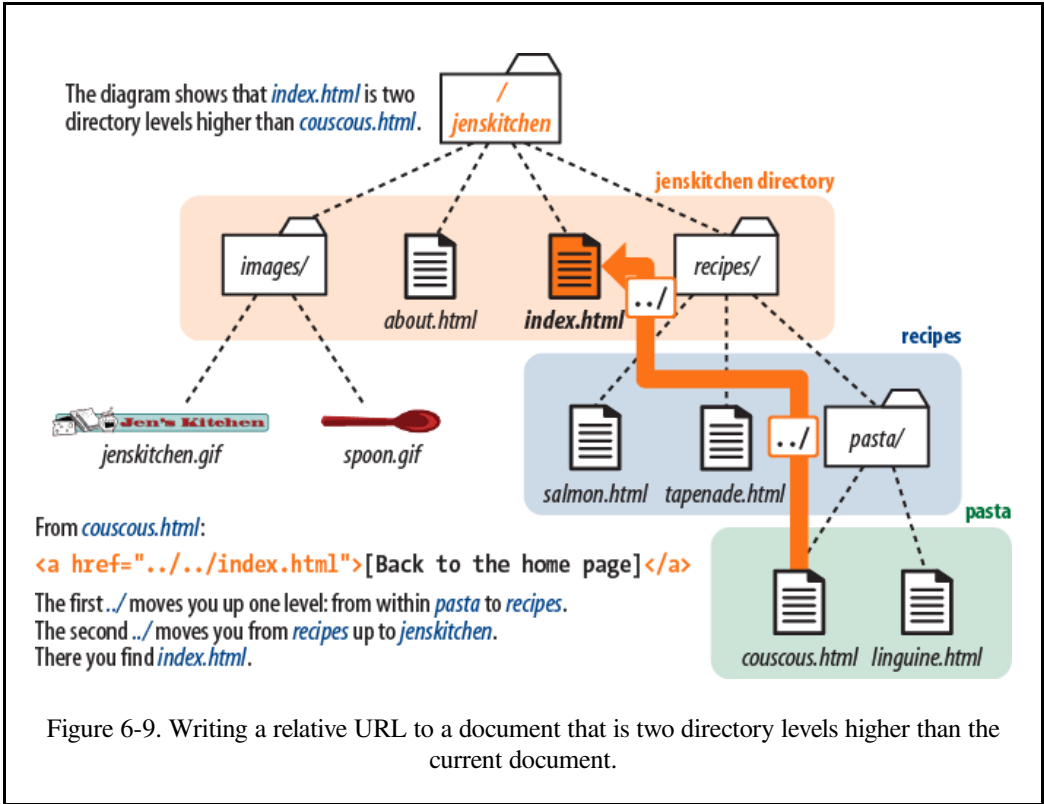 The diagram shows that index.html is two
directory levels higher than couscous.html.
/
jenskitchen
jenskitchen directory
images/
about.html
index.html
../
recipes/
recipes
Jen's Kitchen
jenskitchen.gif
spoon.gif
salmon.html
tapenade.html
../
pasta/
pasta
couscous.html
linguine.html
From couscous.html:
<a href="../../index.html">[Back to the home page]</a>
The first ../ moves you up one level: from within pasta to recipes.
The second ../ moves you from recipes up to jenskitchen.
There you find index.html.
Figure 6-9. Writing a relative URL to a document that is two directory levels higher than the
current document.